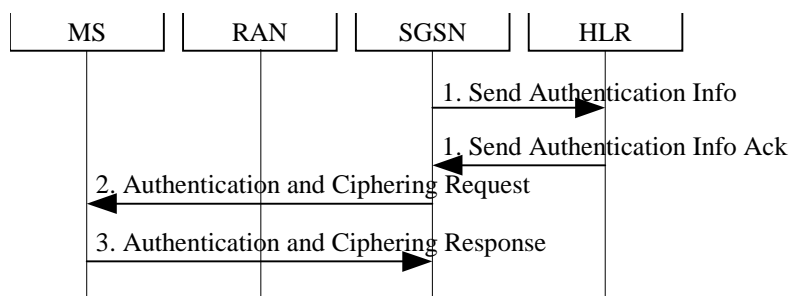 MS RAN SGSN HLR
1. Send Authentication Info
1. Send Authentication Info Ack
2. Authentication and Ciphering Request
3. Authentication and Ciphering Response